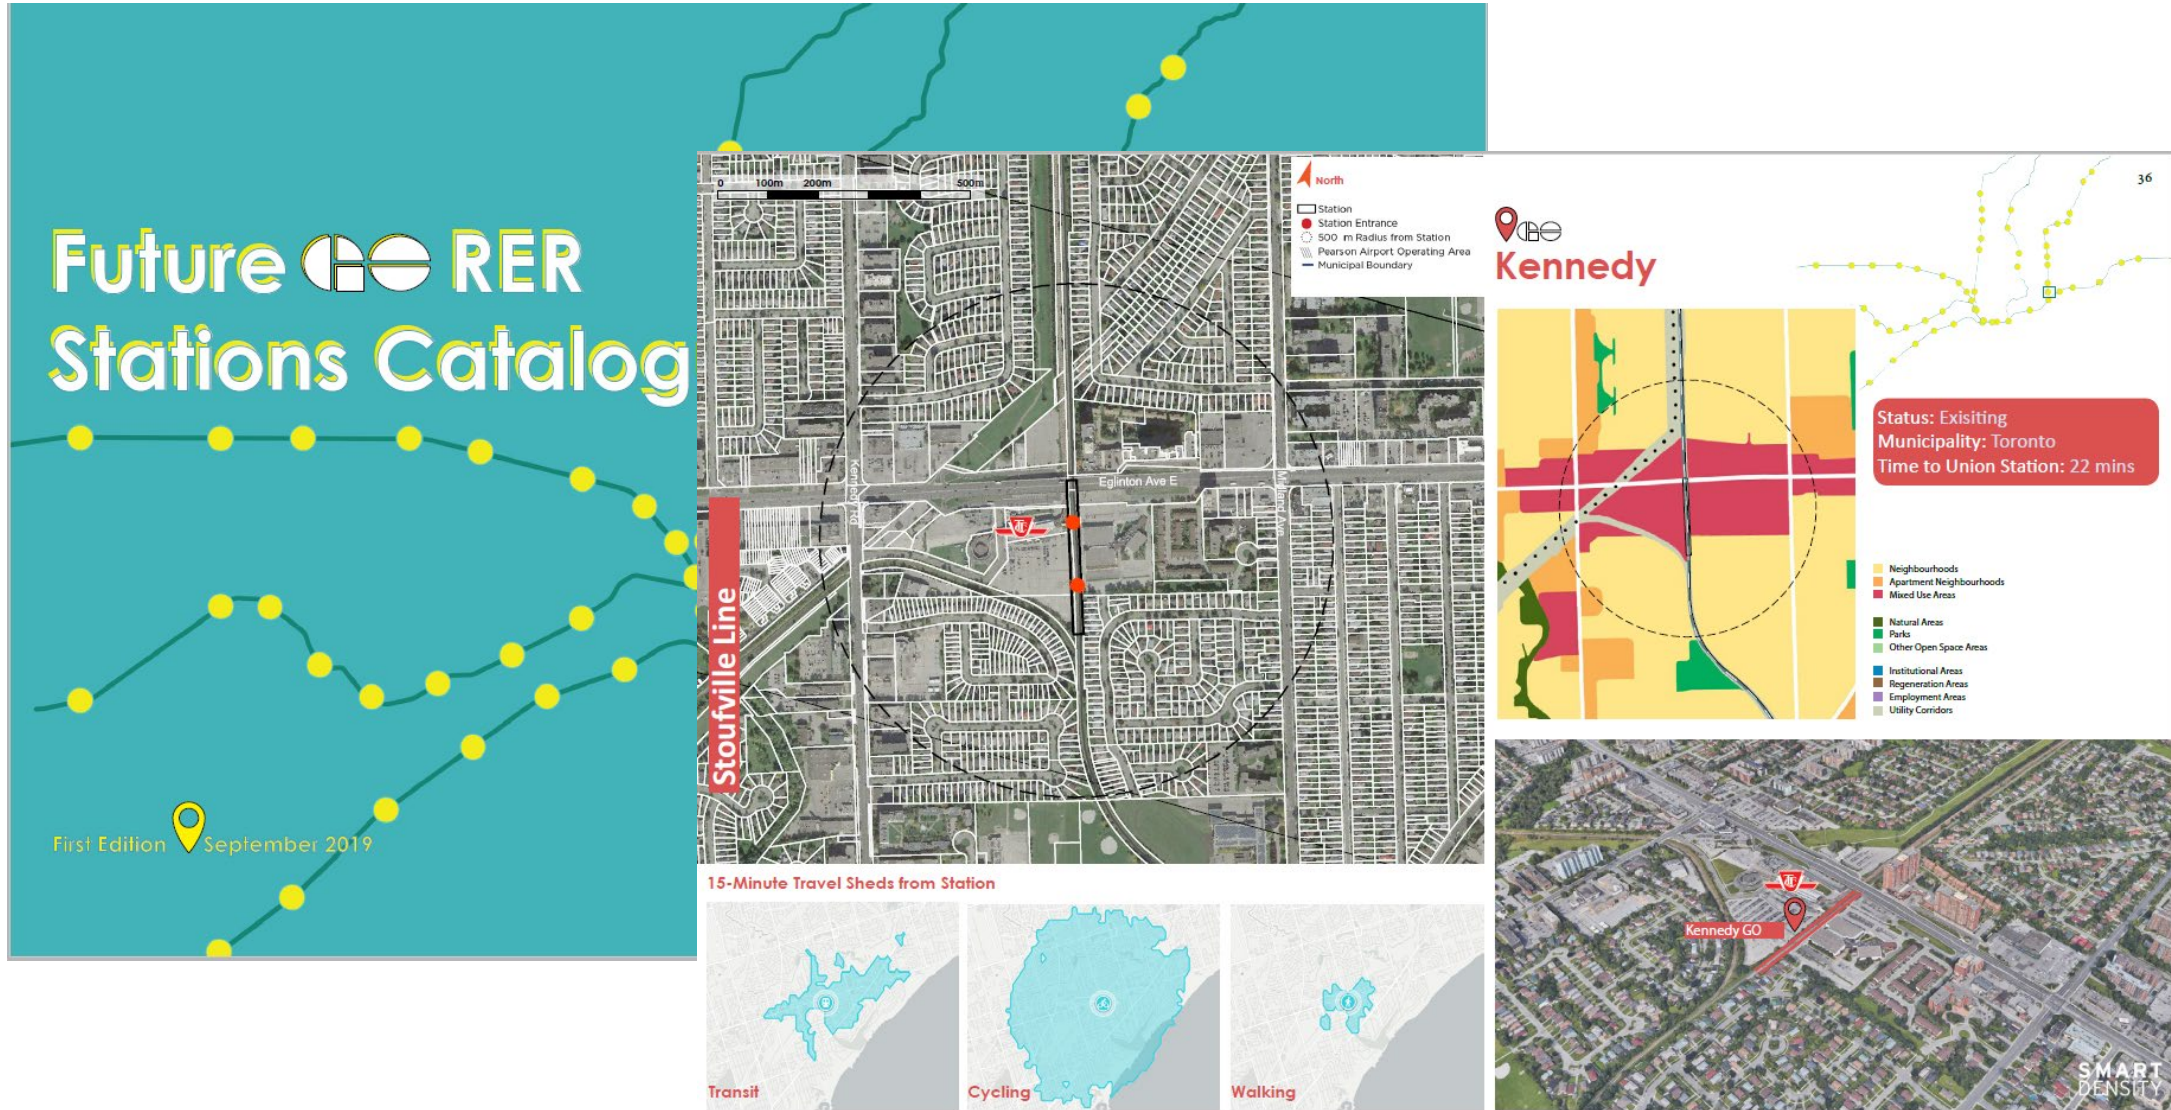 Future GO RER
Stations Catalog
First Edition September 2019
0 100m 200m 500m
North
Station
Station Entrance
500 m Radius from Station
Pearson Airport Operating Area
Municipal Boundary
Kennedy Rd
Eglinton Ave E
Midland Ave
TTC
Stoufville Line
15-Minute Travel Sheds from Station
Transit
Cycling
Walking
36
GO
Kennedy
Status: Exisiting
Municipality: Toronto
Time to Union Station: 22 mins
Neighbourhoods
Apartment Neighbourhoods
Mixed Use Areas
Natural Areas
Parks
Other Open Space Areas
Institutional Areas
Regeneration Areas
Employment Areas
Utility Corridors
TTC
Kennedy GO
SMART
DENSITY